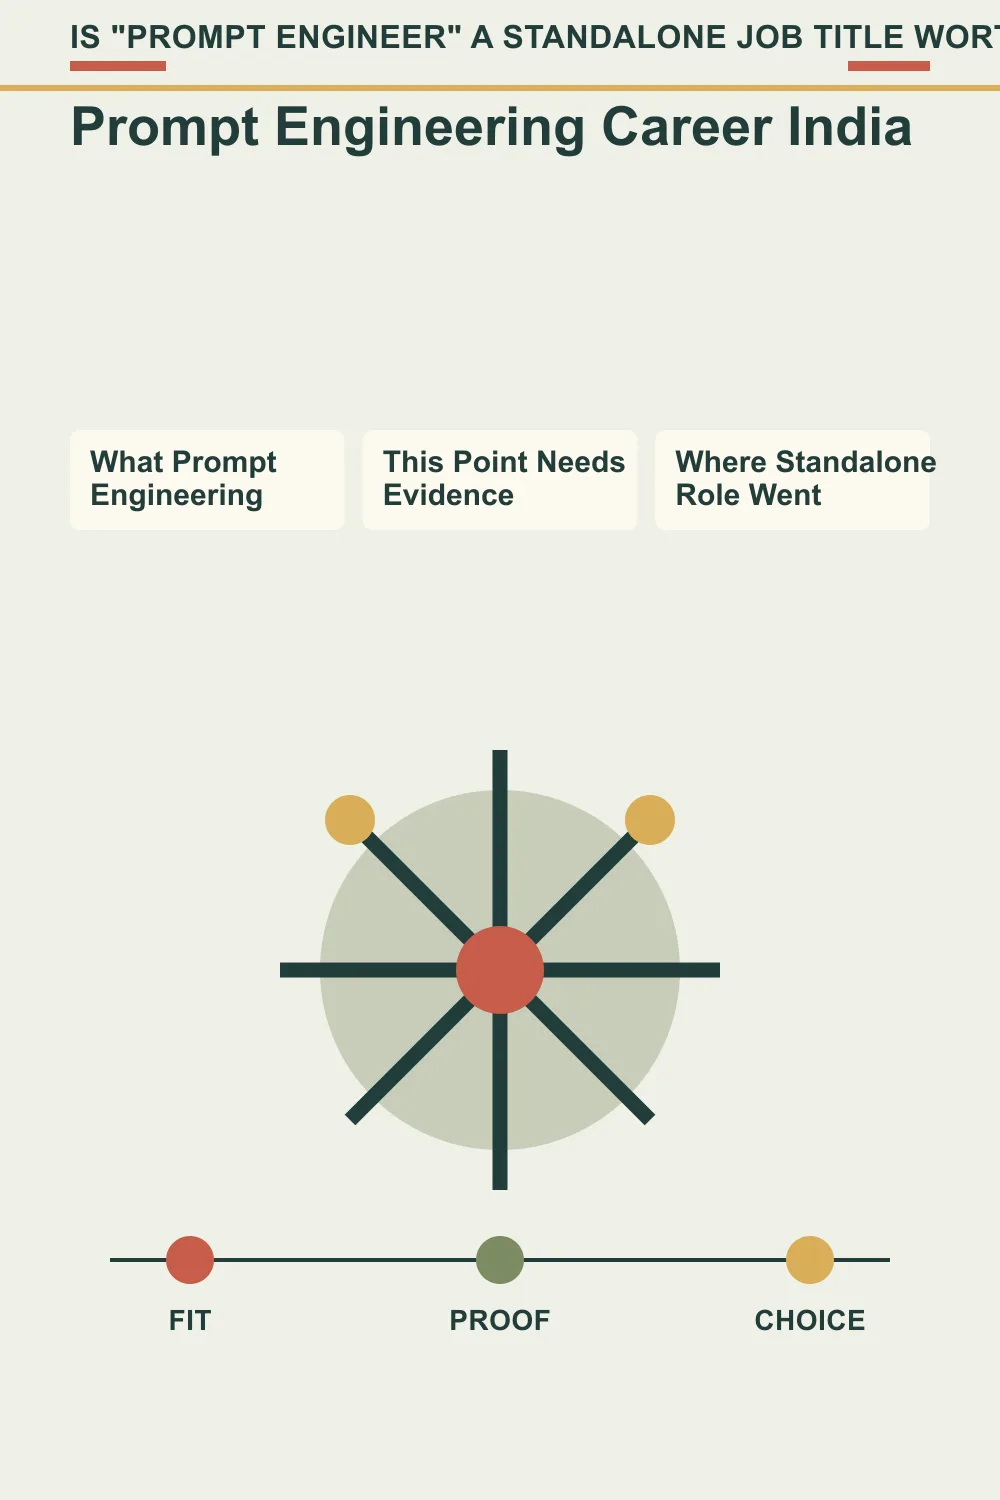 IS "PROMPT ENGINEER" A STANDALONE JOB TITLE WORT
Prompt Engineering Career India
What Prompt
Engineering
This Point Needs
Evidence
Where Standalone
Role Went
FIT
PROOF
CHOICE